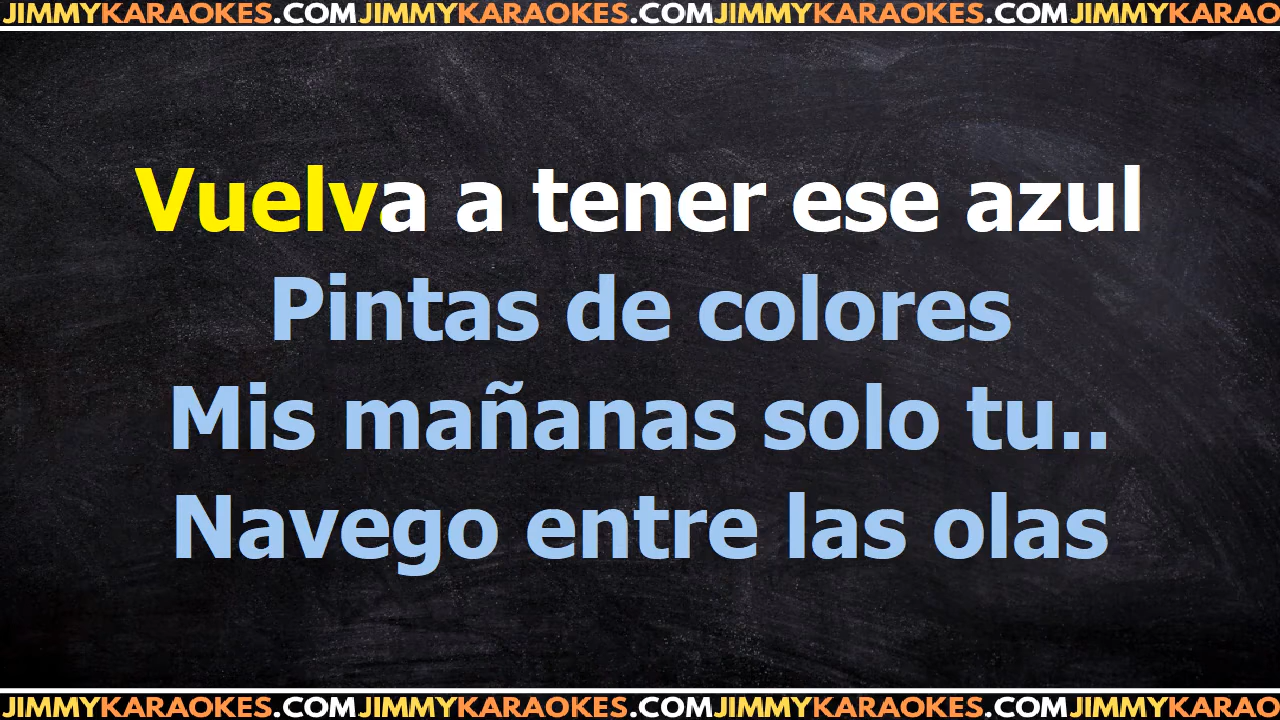 JIMMYKARAOKES.COMJIMMYKARAOKES.COMJIMMYKARAOKES.COMJIMMYKARAO
Vuelva a tener ese azul
Pintas de colores
Mis mañanas solo tu..
Navego entre las olas
JIMMYKARAOKES.COMJIMMYKARAOKES.COMJIMMYKARAOKES.COMJIMMYKARAO